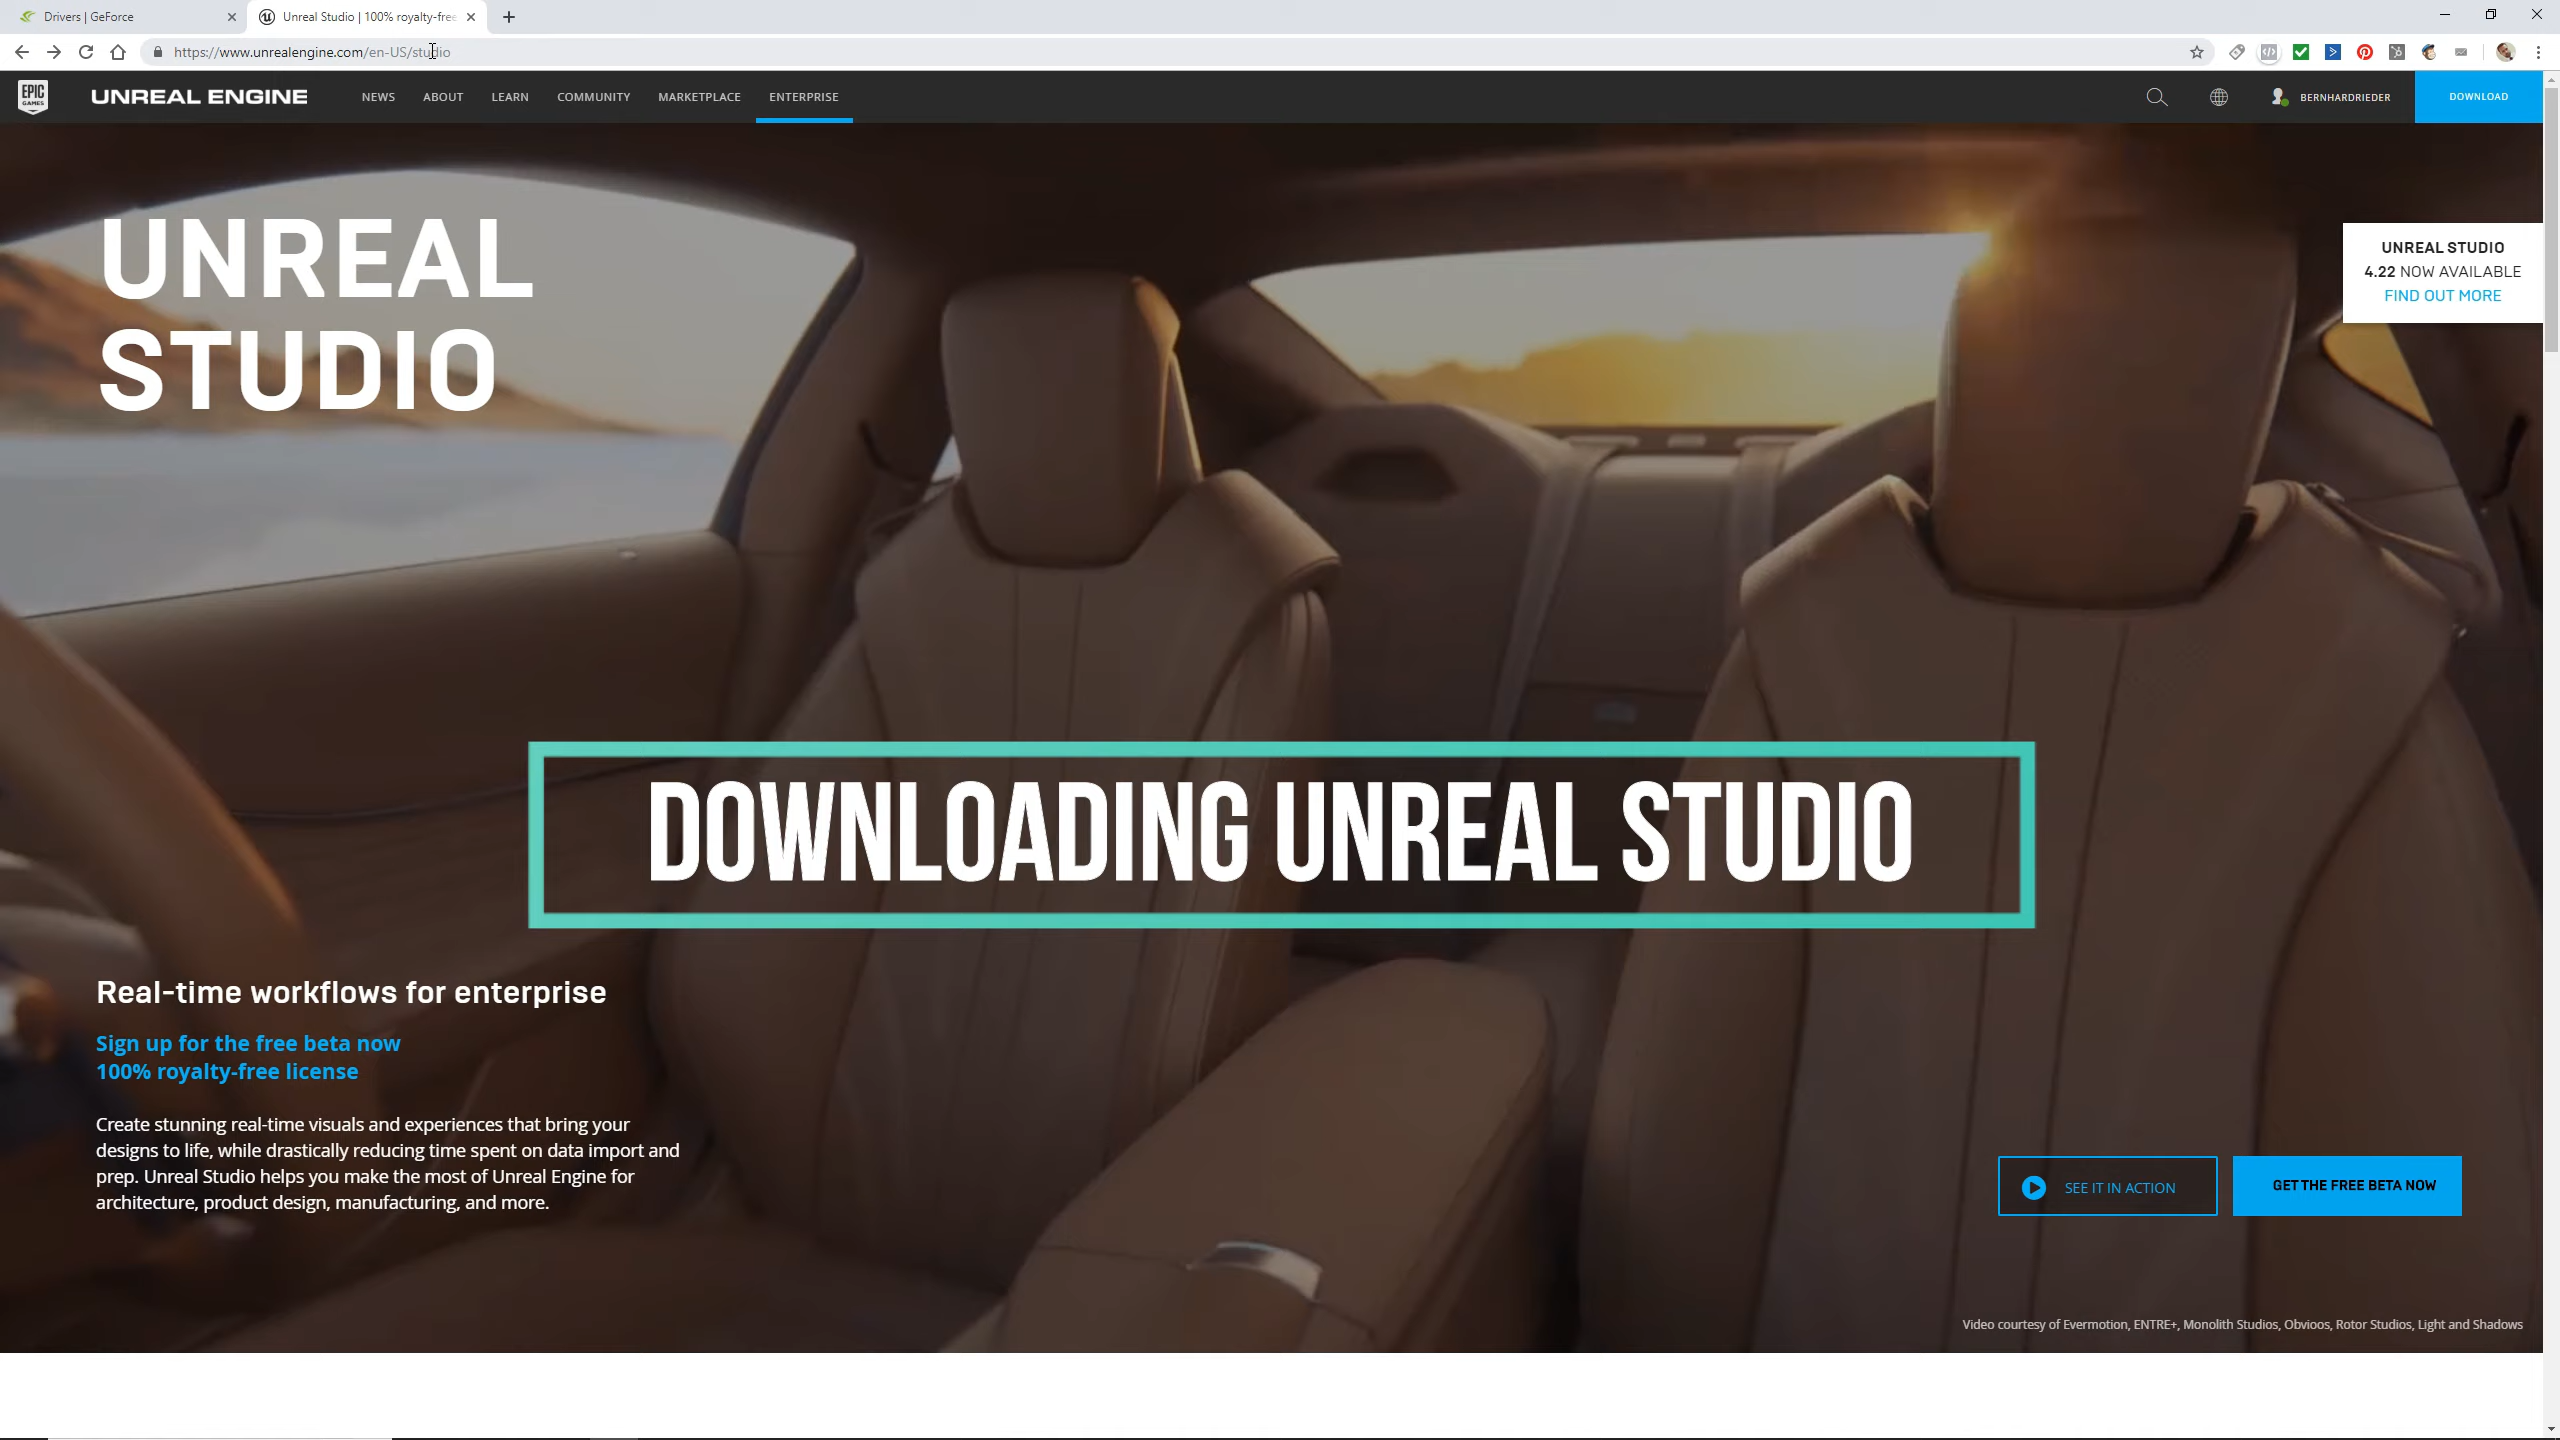 Drivers | GeForce
Unreal Studio | 100% royalty-free
https://www.unrealengine.com/en-US/studio
EPIC GAMES
UNREAL ENGINE
NEWS
ABOUT
LEARN
COMMUNITY
MARKETPLACE
ENTERPRISE
BERNHARDRIEDER
DOWNLOAD
UNREAL
STUDIO
UNREAL STUDIO
4.22 NOW AVAILABLE
FIND OUT MORE
DOWNLOADING UNREAL STUDIO
Real-time workflows for enterprise
Sign up for the free beta now
100% royalty-free license
Create stunning real-time visuals and experiences that bring your
designs to life, while drastically reducing time spent on data import and
prep. Unreal Studio helps you make the most of Unreal Engine for
architecture, product design, manufacturing, and more.
SEE IT IN ACTION
GET THE FREE BETA NOW
Video courtesy of Evermotion, ENTRE+, Monolith Studios, Obvioos, Rotor Studios, Light and Shadows